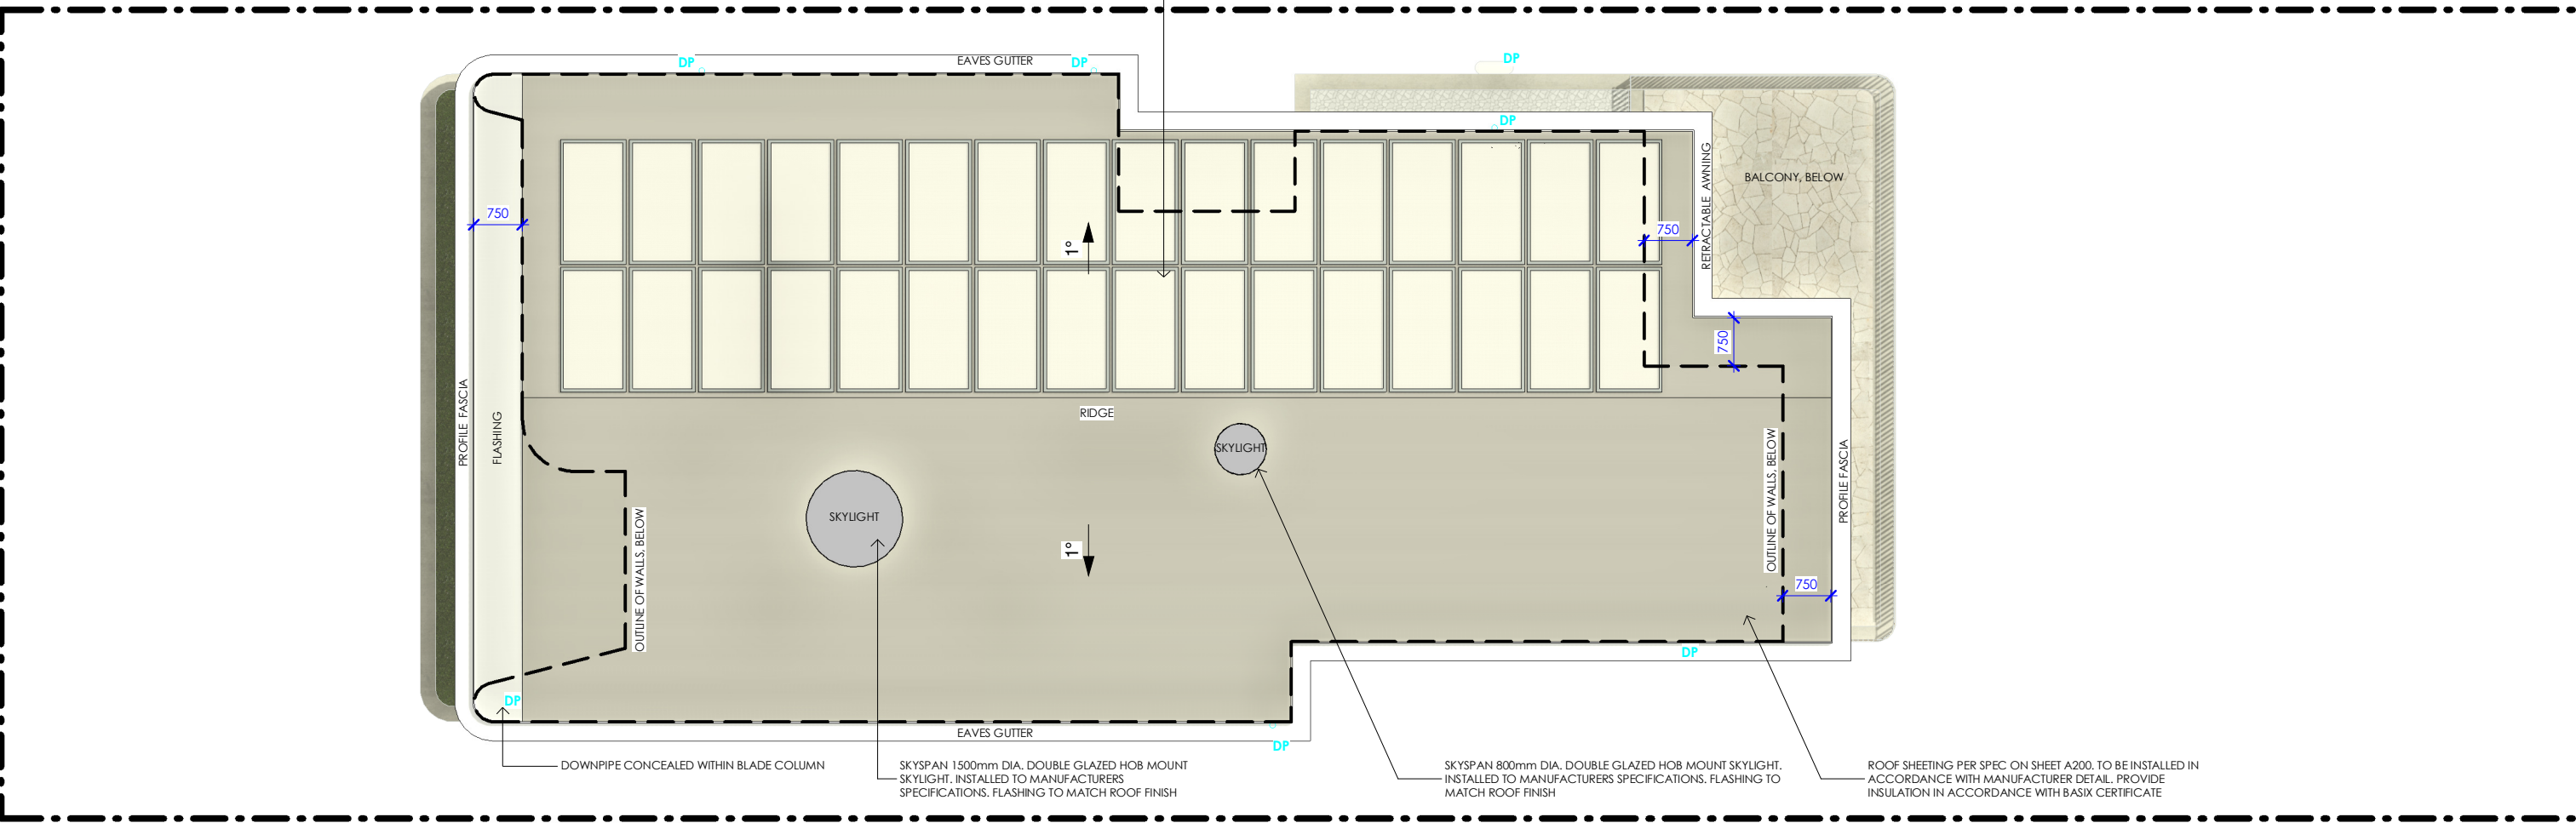 DP
DP
DP
EAVES GUTTER
DP
RETRACTABLE AWNING
BALCONY, BELOW
750
750
1°
750
PROFILE FASCIA
FLASHING
RIDGE
SKYLIGHT
SKYLIGHT
OUTLINE OF WALLS, BELOW
OUTLINE OF WALLS, BELOW
PROFILE FASCIA
1°
750
DP
DP
EAVES GUTTER
DP
DOWNPIPE CONCEALED WITHIN BLADE COLUMN
SKYSPAN 1500mm DIA. DOUBLE GLAZED HOB MOUNT
SKYLIGHT. INSTALLED TO MANUFACTURERS
SPECIFICATIONS. FLASHING TO MATCH ROOF FINISH
SKYSPAN 800mm DIA. DOUBLE GLAZED HOB MOUNT SKYLIGHT.
INSTALLED TO MANUFACTURERS SPECIFICATIONS. FLASHING TO
MATCH ROOF FINISH
ROOF SHEETING PER SPEC ON SHEET A200. TO BE INSTALLED IN
ACCORDANCE WITH MANUFACTURER DETAIL. PROVIDE
INSULATION IN ACCORDANCE WITH BASIX CERTIFICATE